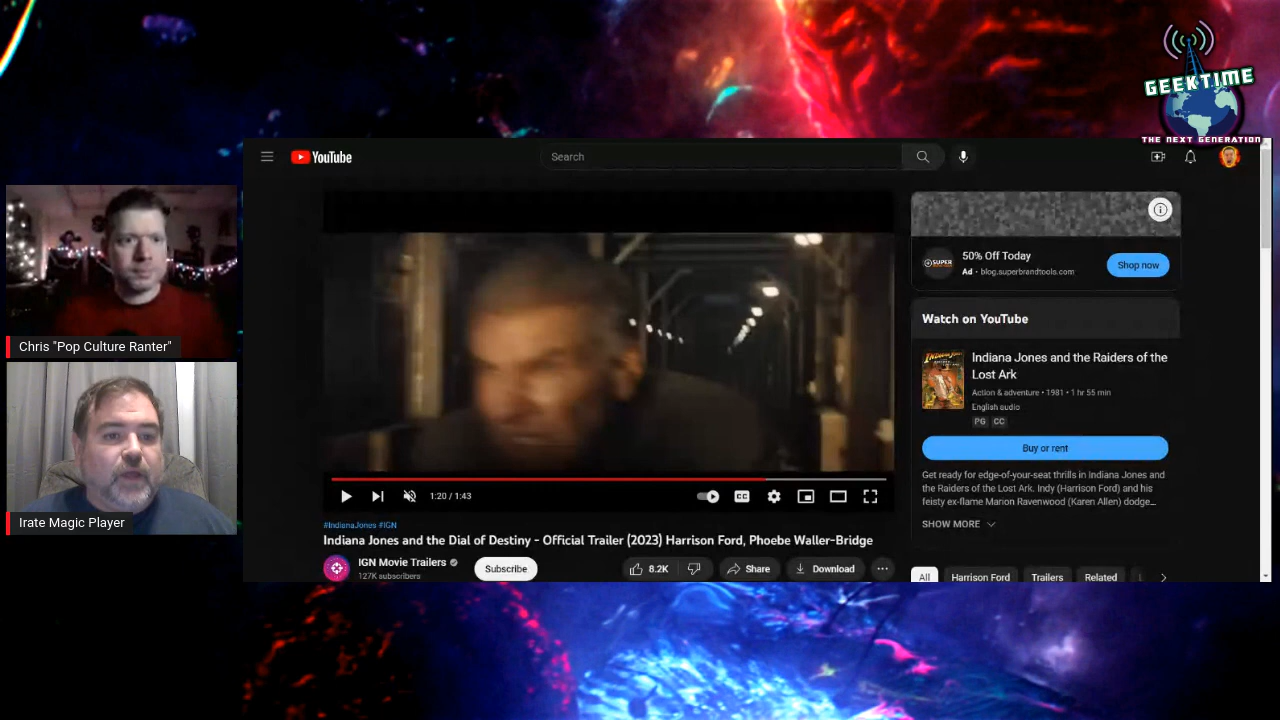 GEEKTIME
THE NEXT GENERATION
YouTube
Search
50% Off Today
SUPER
Ad · blog.superbrandtools.com
Shop now
Watch on YouTube
INDIANA JONES
Indiana Jones and the Raiders of the
Lost Ark
Action & adventure • 1981 • 1 hr 55 min
English audio
PG CC
Buy or rent
Get ready for edge-of-your-seat thrills in Indiana Jones and
the Raiders of the Lost Ark. Indy (Harrison Ford) and his
feisty ex-flame Marion Ravenwood (Karen Allen) dodge...
SHOW MORE
All Harrison Ford Trailers Related
Chris "Pop Culture Ranter"
Irate Magic Player
1:20 / 1:43
CC
#IndianaJones #IGN
Indiana Jones and the Dial of Destiny - Official Trailer (2023) Harrison Ford, Phoebe Waller-Bridge
IGN Movie Trailers
127K subscribers
Subscribe
8.2K
Share
Download